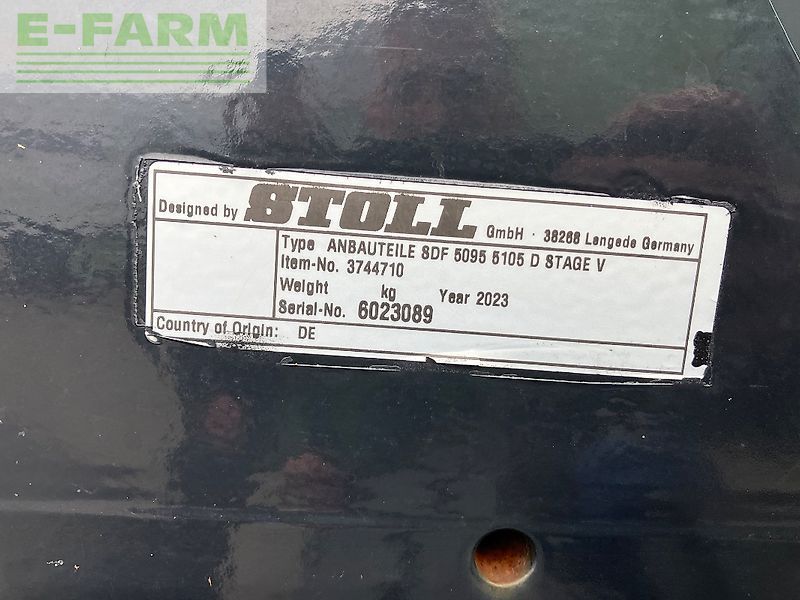 E-FARM
Designed by STOLL GmbH · 38268 Lengede Germany
Type ANBAUTEILE SDF 5095 5105 D STAGE V
Item-No. 3744710
Weight kg Year 2023
Serial-No. 6023089
Country of Origin: DE